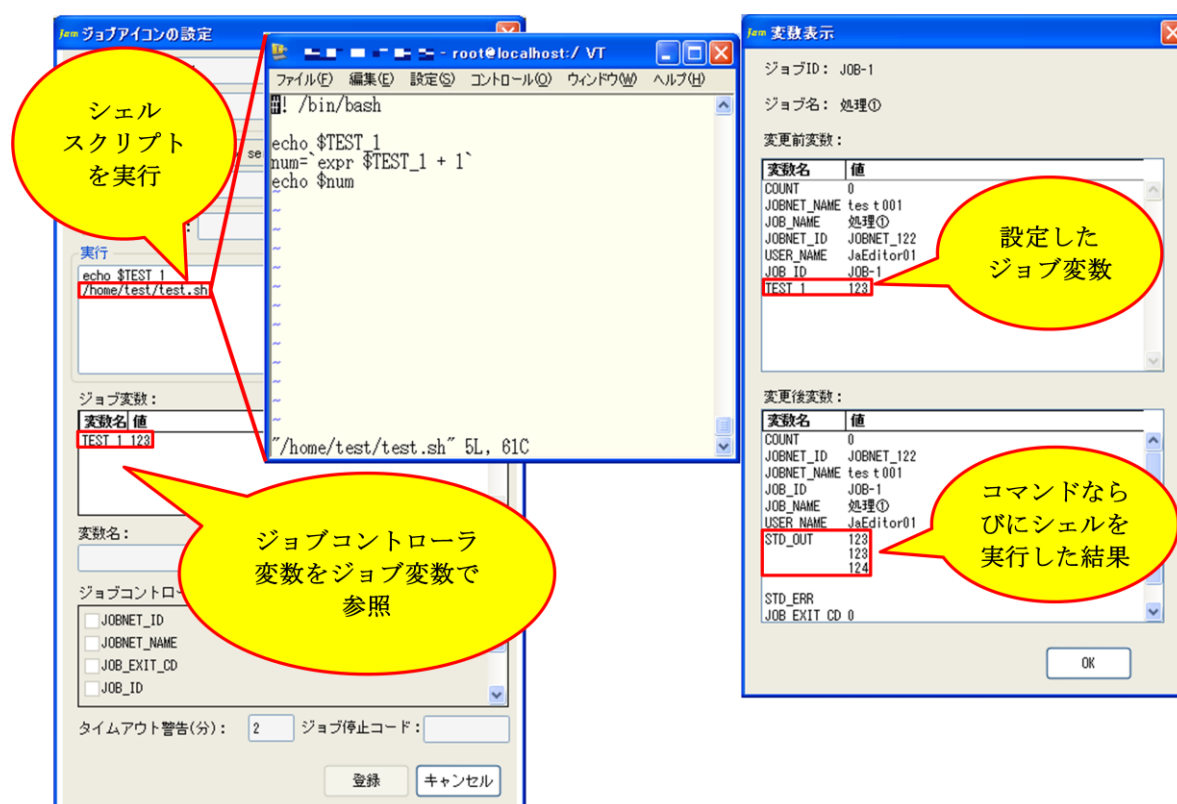 Jam ジョブアイコンの設定
シェル
スクリプト
を実行
se
実行
echo $TEST_1
/home/test/test.sh
ジョブ変数：
変数名 値
TEST_1 123
変数名：
ジョブコントローラ
変数をジョブ変数で
参照
ジョブコントロー
JOBNET_ID
JOBNET_NAME
JOB_EXIT_CD
JOB_ID
タイムアウト警告(分)： 2 ジョブ停止コード：
登録 キャンセル
- root@localhost:/ VT
ファイル(F) 編集(E) 設定(S) コントロール(O) ウィンドウ(W) ヘルプ(H)
#! /bin/bash
echo $TEST_1
num=`expr $TEST_1 + 1`
echo $num
~
~
~
~
~
~
~
~
~
~
~
~
"/home/test/test.sh" 5L, 61C
Jam 変数表示
ジョブID： JOB-1
ジョブ名： 処理①
変更前変数：
変数名 値
COUNT 0
JOBNET_NAME test001
JOB_NAME 処理①
JOBNET_ID JOBNET_122
USER_NAME JaEditor01
JOB_ID JOB-1
TEST_1 123
設定した
ジョブ変数
変更後変数：
変数名 値
COUNT 0
JOBNET_ID JOBNET_122
JOBNET_NAME test001
JOB_ID JOB-1
JOB_NAME 処理①
USER_NAME JaEditor01
STD_OUT 123
123
124
STD_ERR
JOB_EXIT_CD 0
コマンドなら
びにシェルを
実行した結果
OK